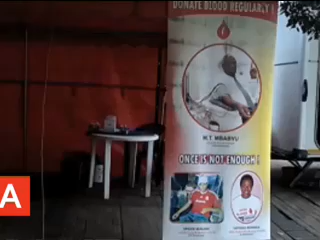 DONATE BLOOD REGULARLY!
M.T. MBABVU
ONCE IS NOT ENOUGH!
A